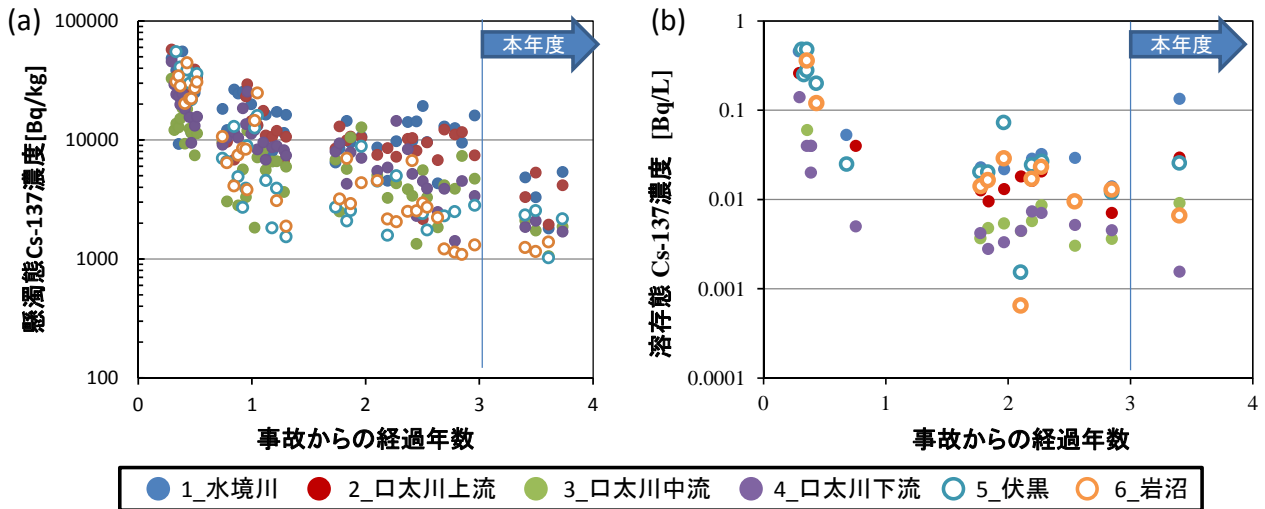 (a)
懸濁態Cs-137濃度[Bq/kg]
100000
10000
1000
100
0
1
2
3
4
事故からの経過年数
本年度
(b)
溶存態 Cs-137濃度 [Bq/L]
1
0.1
0.01
0.001
0.0001
0
1
2
3
4
事故からの経過年数
本年度
1_水境川 2_口太川上流 3_口太川中流 4_口太川下流 5_伏黒 6_岩沼